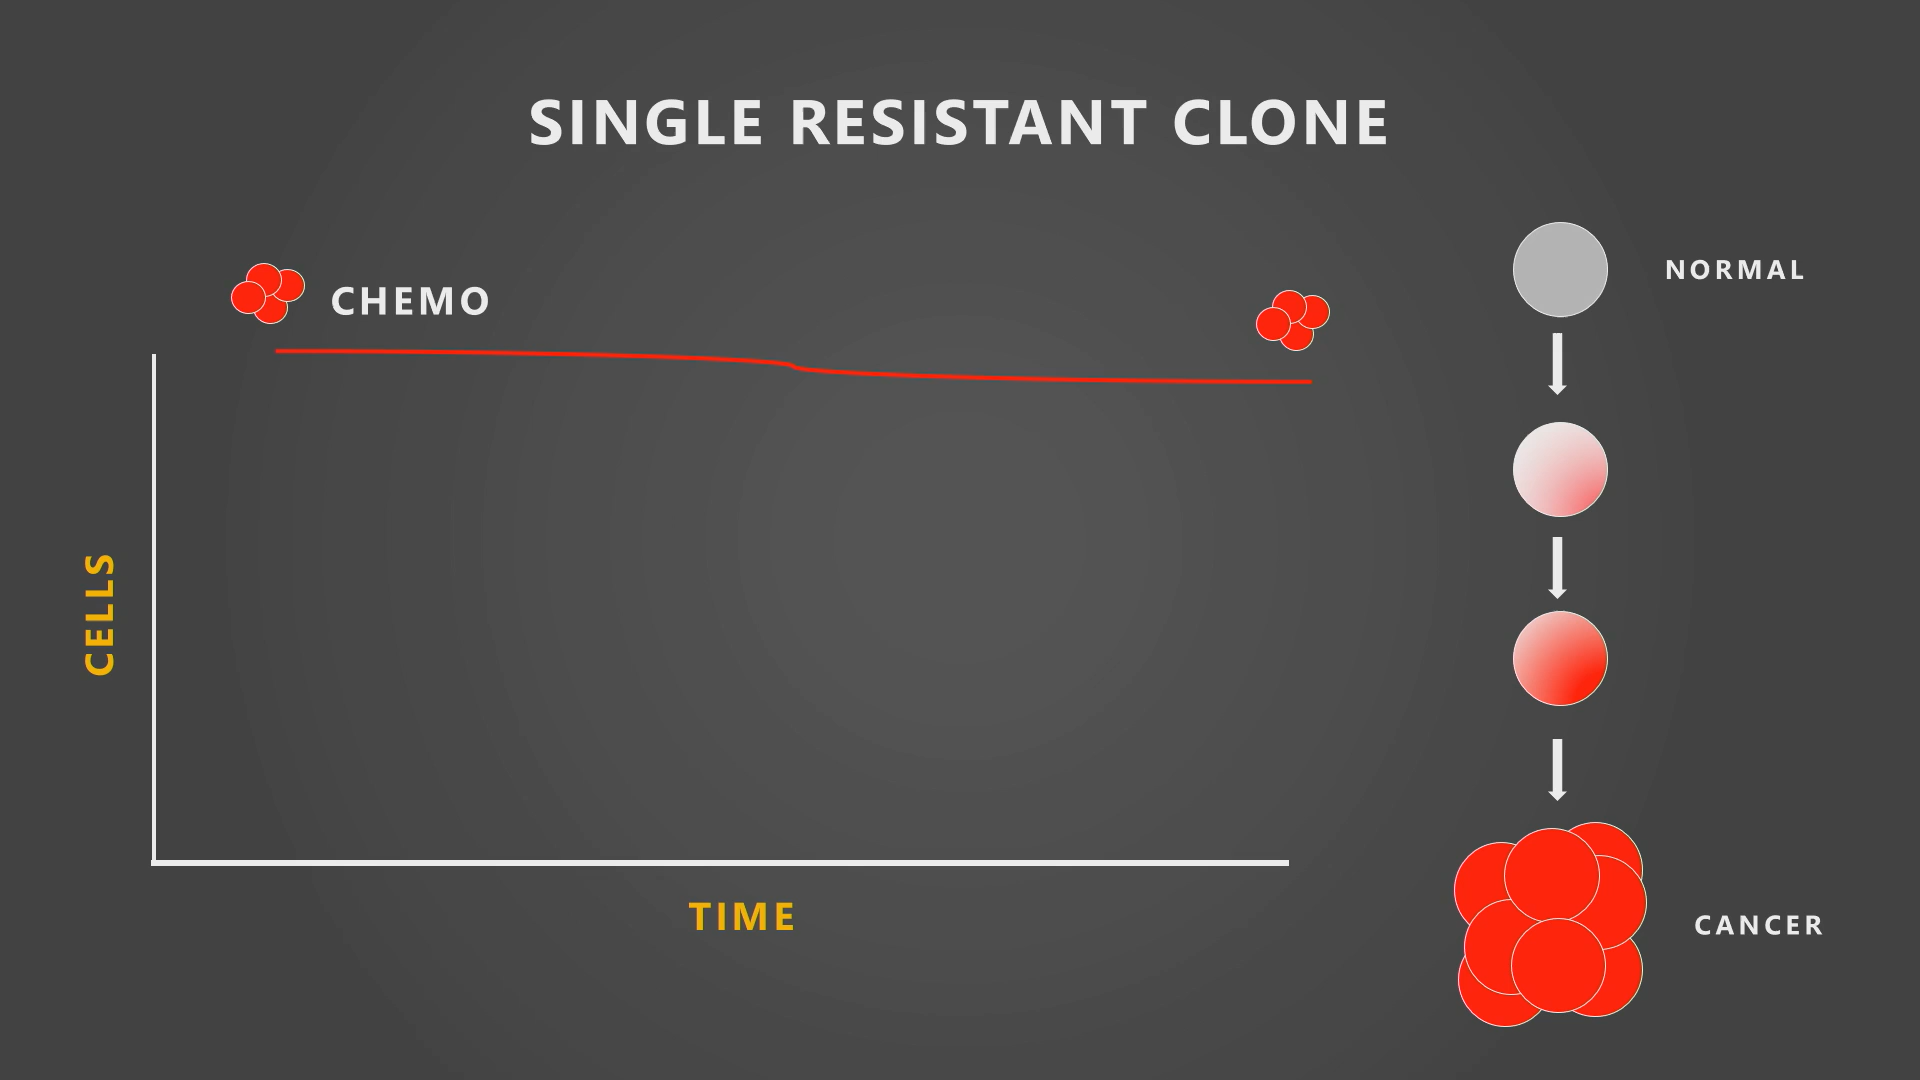 SINGLE RESISTANT CLONE
CHEMO
NORMAL
CELLS
TIME
CANCER